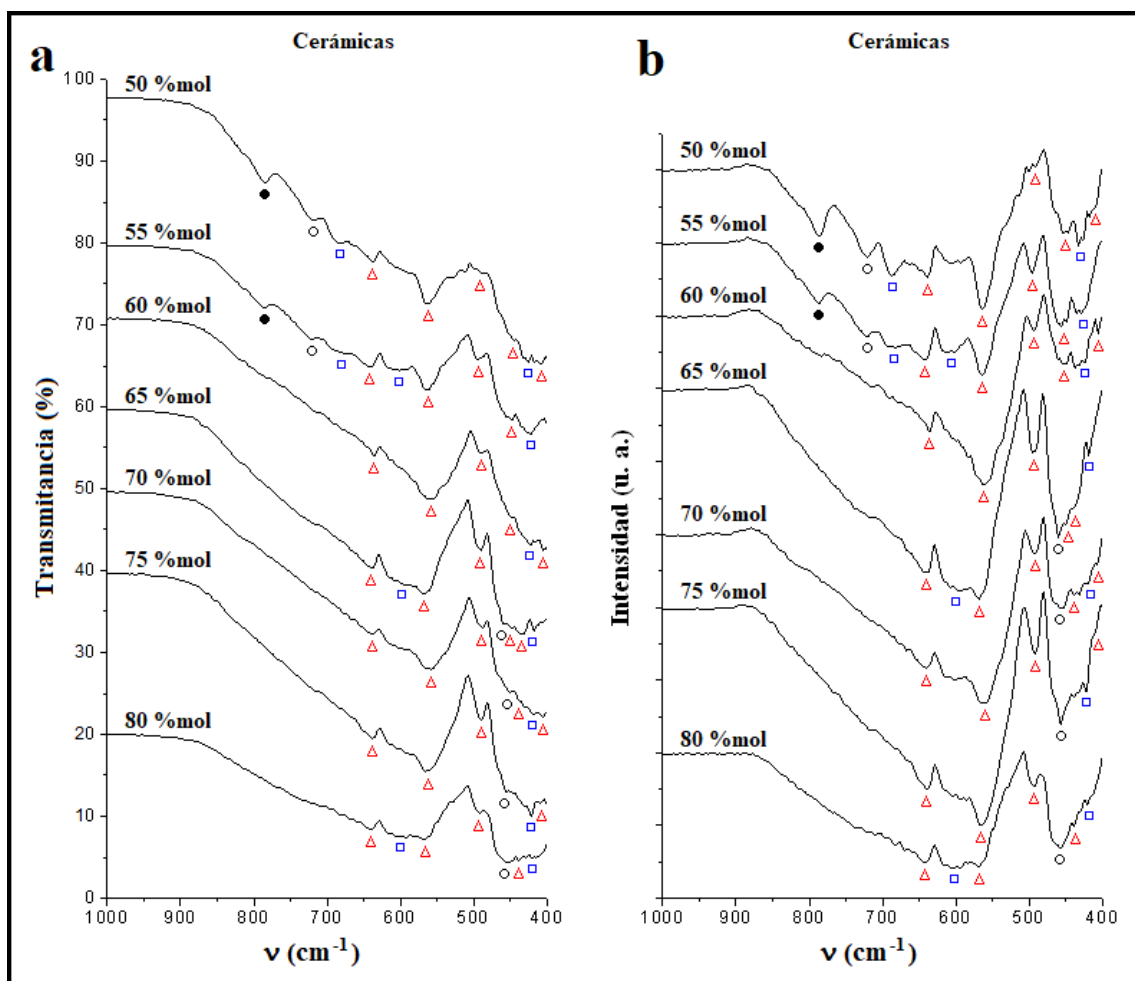 Cerámicas
a
50 %mol
55 %mol
60 %mol
65 %mol
70 %mol
75 %mol
80 %mol
100
90
80
70
60
50
40
30
20
10
0
Transmitancia (%)
1000 900 800 700 600 500 400
ν (cm-1)
Cerámicas
b
50 %mol
55 %mol
60 %mol
65 %mol
70 %mol
75 %mol
80 %mol
Intensidad (u. a.)
1000 900 800 700 600 500 400
ν (cm-1)